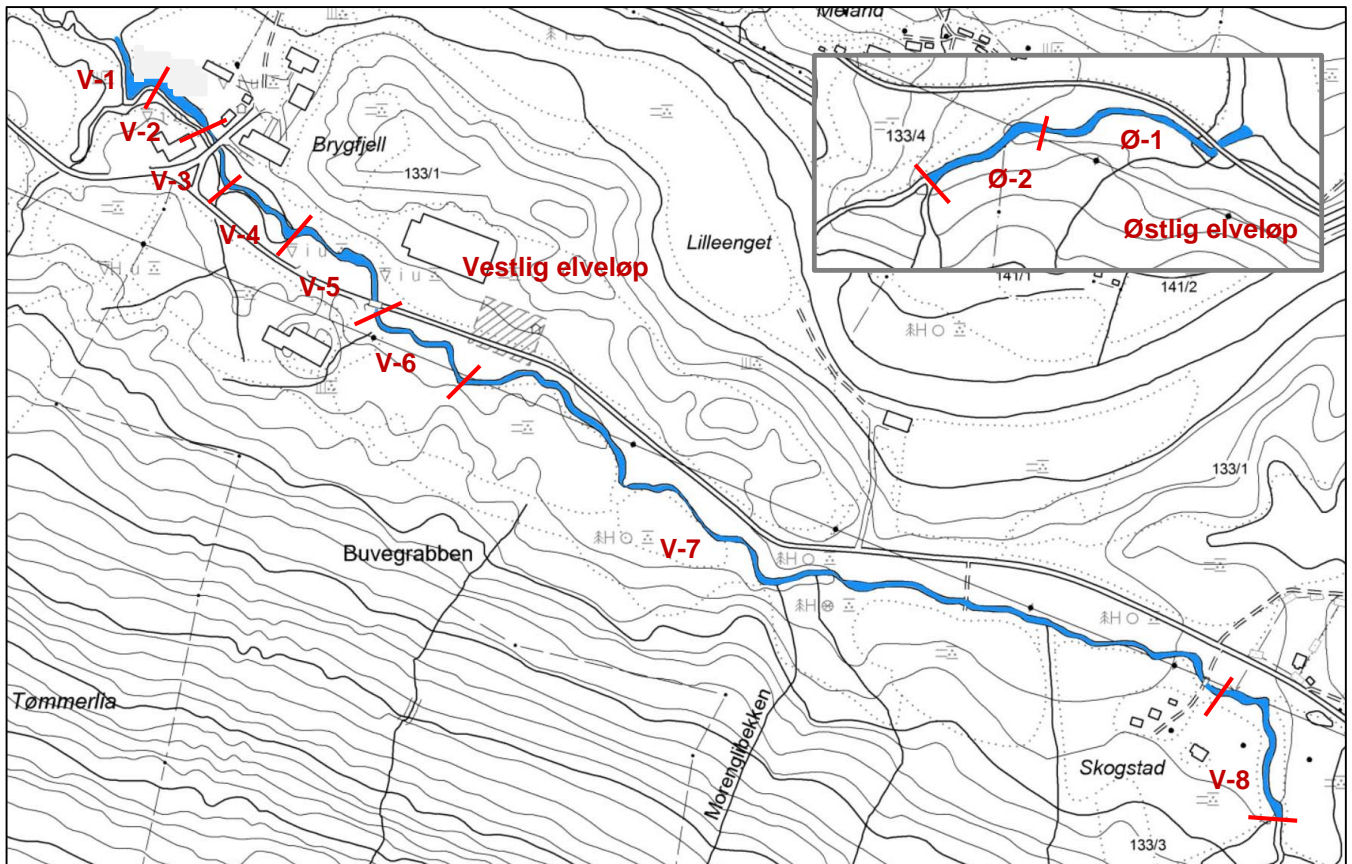 Meland
V-1
V-2
Brygfjell
133/1
V-3
V-4
V-5
Vestlig elveløp
V-6
Lilleenget
133/4
Ø-1
Ø-2
Østlig elveløp
141/1
141/2
133/1
Buvegrabben
V-7
Tømmerlia
Morenglibekken
Skogstad
V-8
133/3